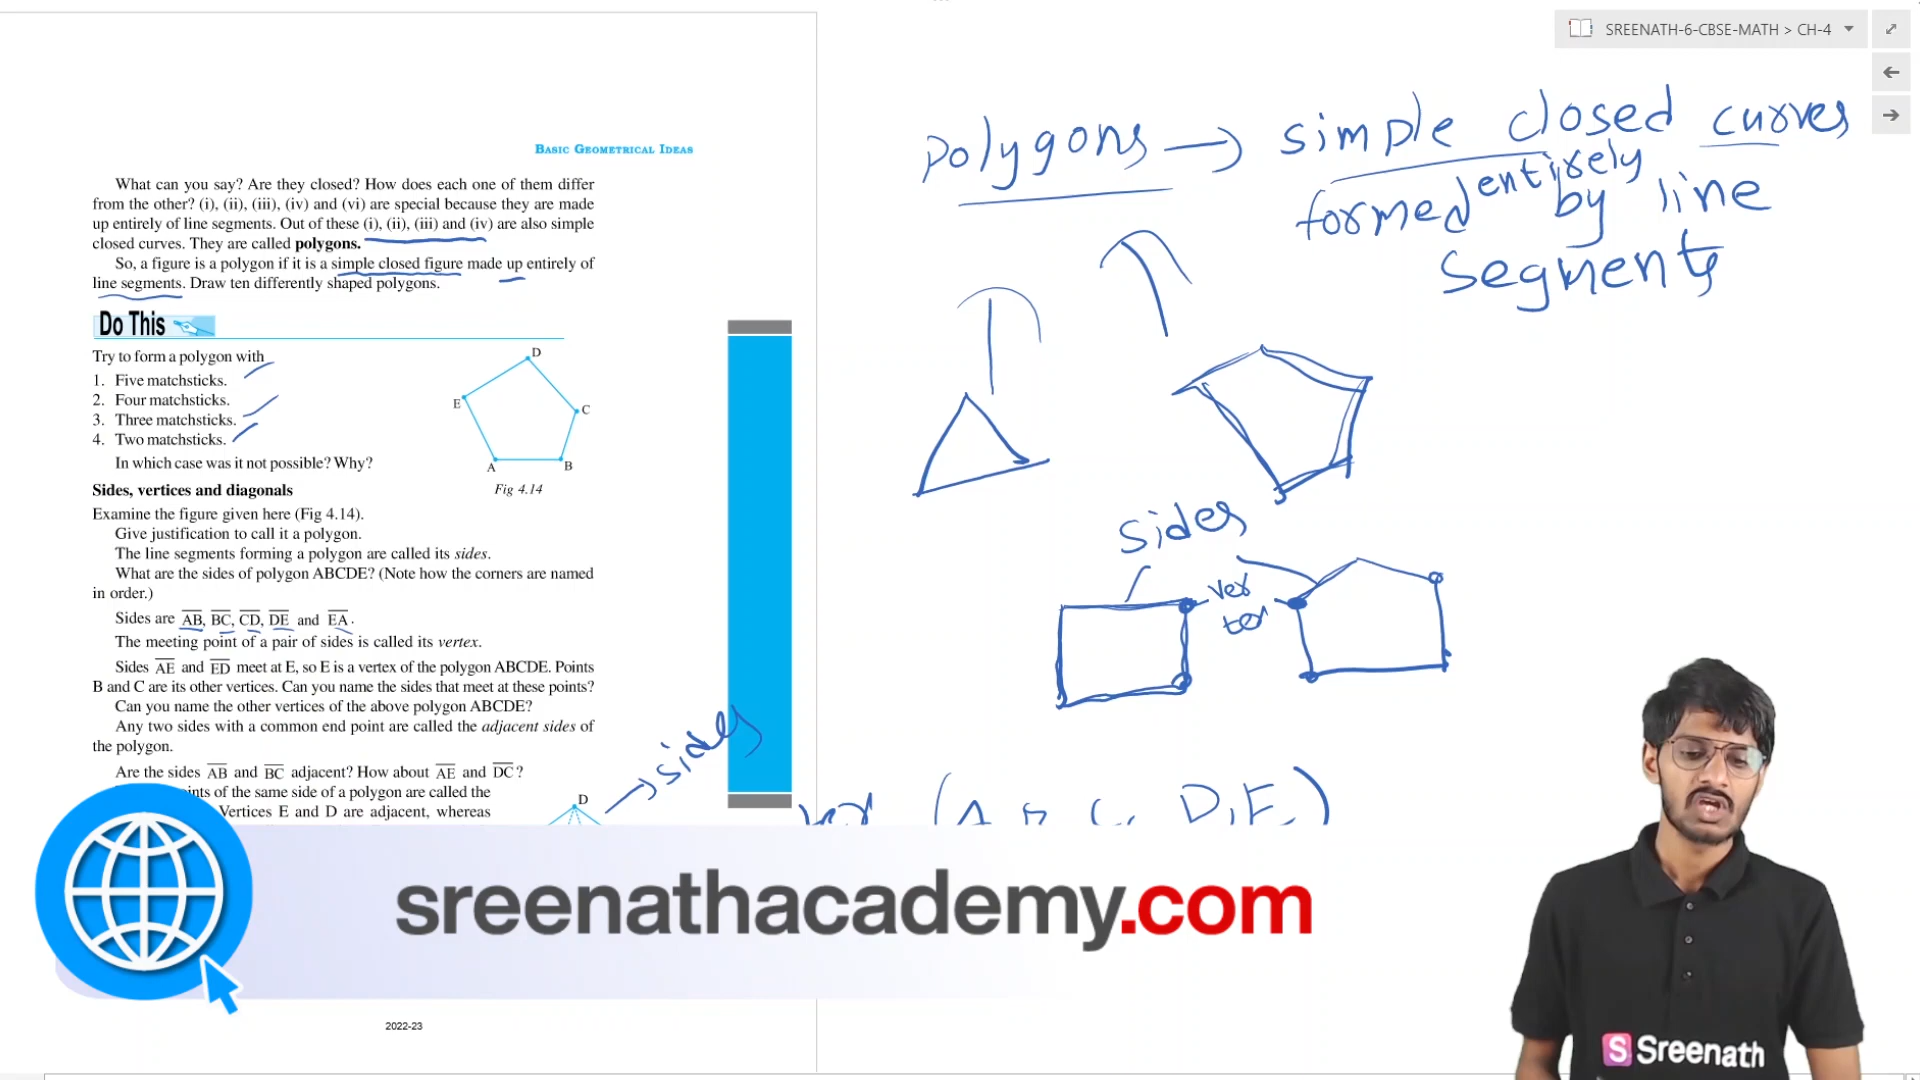 SREENATH-6-CBSE-MATH > CH-4
BASIC GEOMETRICAL IDEAS
What can you say? Are they closed? How does each one of them differ
from the other? (i), (ii), (iii), (iv) and (vi) are special because they are made
up entirely of line segments. Out of these (i), (ii), (iii) and (iv) are also simple
closed curves. They are called polygons.
So, a figure is a polygon if it is a simple closed figure made up entirely of
line segments. Draw ten differently shaped polygons.
Do This
Try to form a polygon with
1. Five matchsticks.
2. Four matchsticks.
3. Three matchsticks.
4. Two matchsticks.
In which case was it not possible? Why?
D
E
C
A
B
Fig 4.14
Sides, vertices and diagonals
Examine the figure given here (Fig 4.14).
Give justification to call it a polygon.
The line segments forming a polygon are called its sides.
What are the sides of polygon ABCDE? (Note how the corners are named
in order.)
Sides are AB, BC, CD, DE and EA.
The meeting point of a pair of sides is called its vertex.
Sides AE and ED meet at E, so E is a vertex of the polygon ABCDE. Points
B and C are its other vertices. Can you name the sides that meet at these points?
Can you name the other vertices of the above polygon ABCDE?
Any two sides with a common end point are called the adjacent sides of
the polygon.
Are the sides AB and BC adjacent? How about AE and DC?
of the same side of a polygon are called the
Vertices E and D are adjacent, whereas
D
sides
2022-23
polygons → simple closed curves
formed entirely by line
segments
sides
ver
ter
(A B C, D, E,)
sreenathacademy.com
S Sreenath